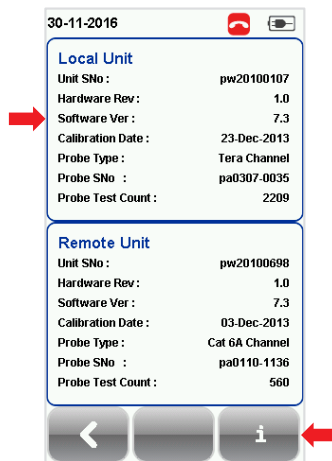 30-11-2016
Local Unit
Unit SNo : pw20100107
Hardware Rev : 1.0
Software Ver : 7.3
Calibration Date : 23-Dec-2013
Probe Type : Tera Channel
Probe SNo : pa0307-0035
Probe Test Count : 2209
Remote Unit
Unit SNo : pw20100698
Hardware Rev : 1.0
Software Ver : 7.3
Calibration Date : 03-Dec-2013
Probe Type : Cat 6A Channel
Probe SNo : pa0110-1136
Probe Test Count : 560
i